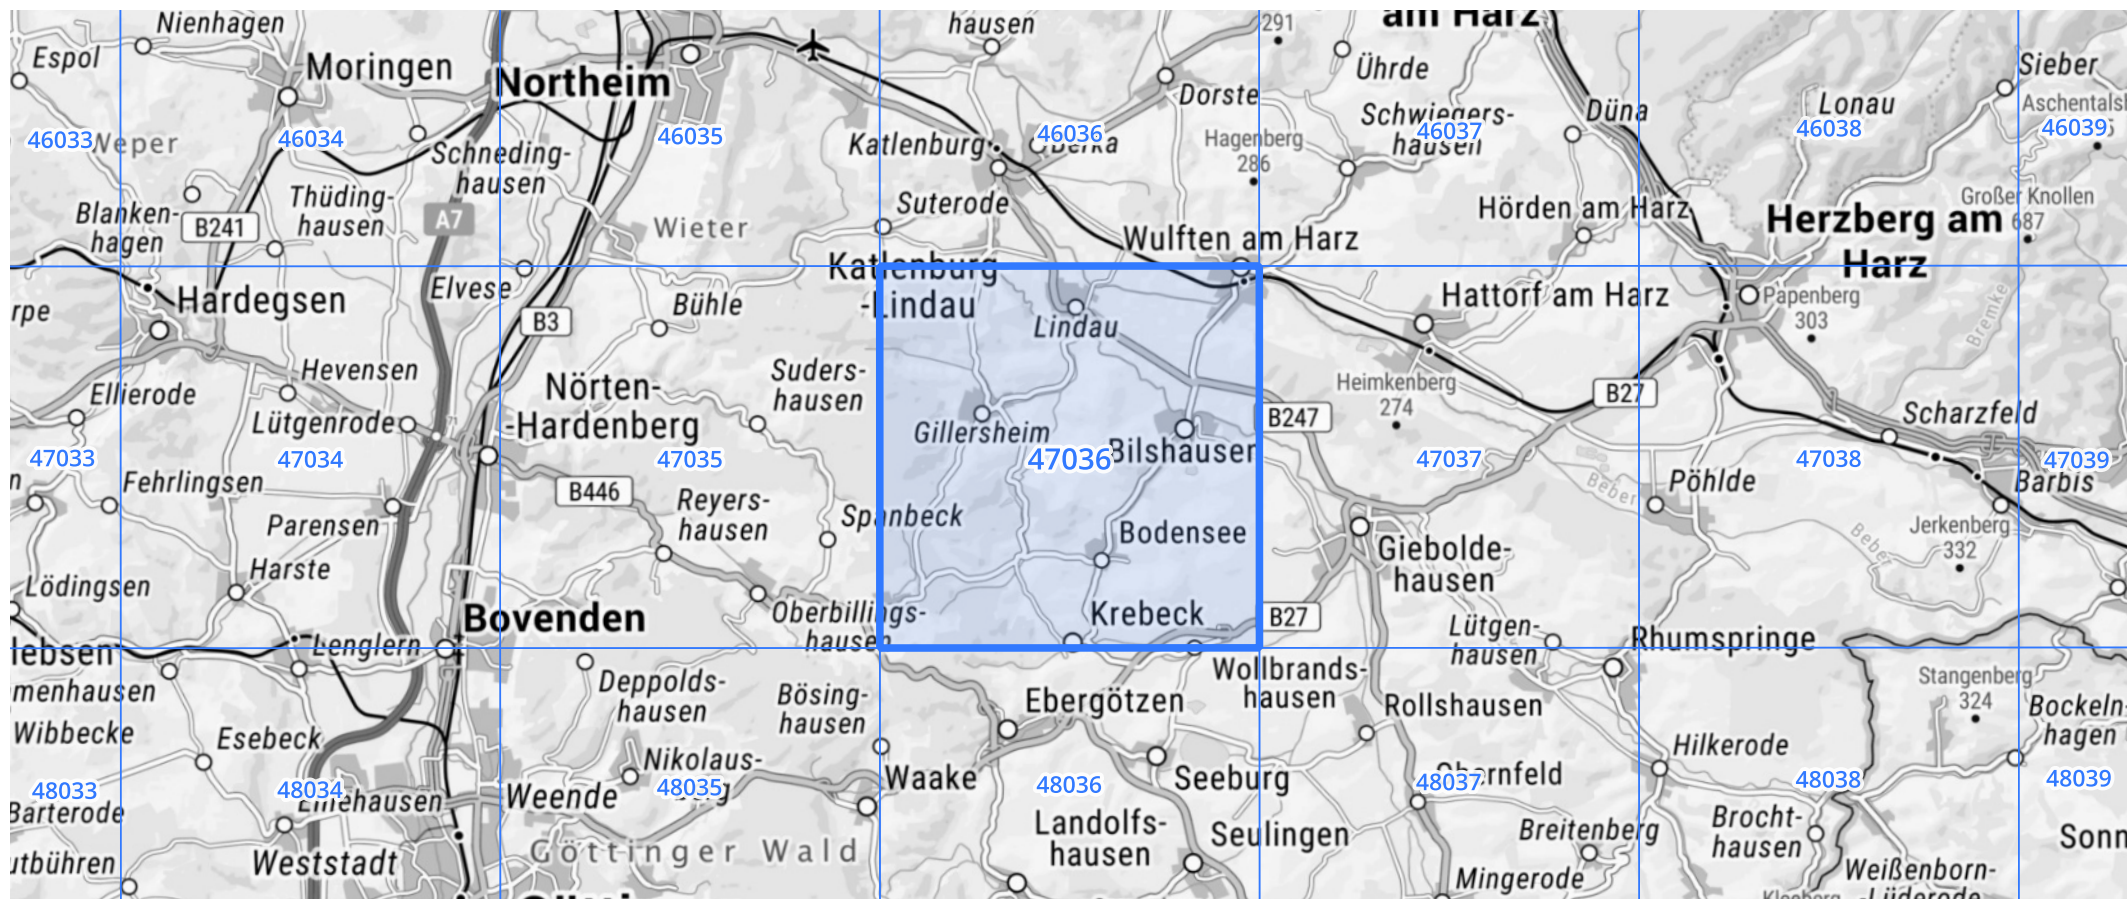 Nienhagen
hausen
291
am Harz
Espol
Moringen
Northeim
Ührde
Sieber
Dorste
Schwiegers-
hausen
Düna
Lonau
46033
Neper
46034
Schneding-
hausen
46035
Katlenburg
46036
Hagenberg
286
46037
46038
46039
Blanken-
hagen
B241
Thüding-
hausen
A7
Wieter
Suterode
Wulften am Harz
Hörden am Harz
Herzberg am
Harz
Großer Knollen
687
Katlenburg
-Lindau
Hardegsen
Elvese
B3
Bühle
Lindau
Hattorf am Harz
Papenberg
303
Bremke
Ellierode
Hevensen
Lütgenrode
Nörten-
-Hardenberg
Suders-
hausen
Gillersheim
Bilshausen
Heimkenberg
274
B247
B27
Scharzfeld
47033
47034
47035
47036
47037
47038
47039
Fehrlingsen
Parensen
B446
Reyers-
hausen
Spanbeck
Bodensee
Giebolde-
hausen
Beber
Pöhlde
Barbis
Jerkenberg
332
Beber
Lödingsen
Harste
Bovenden
Oberbillings-
hausen
Krebeck
B27
Lütgen-
hausen
Rhumspringe
Lenglern
Deppolds-
hausen
Bösing-
hausen
Ebergötzen
Wollbrands-
hausen
Rollshausen
Stangenberg
324
Wibbecke
Esebeck
Nikolaus-
Hilkerode
Waake
Seeburg
48033
48034
48035
48036
48037
48038
48039
Barterode
Weende
Göttinger Wald
Landolfs-
hausen
Seulingen
Breitenberg
Brocht-
hausen
Weststadt
Mingerode
Weißenborn-
Lüderode